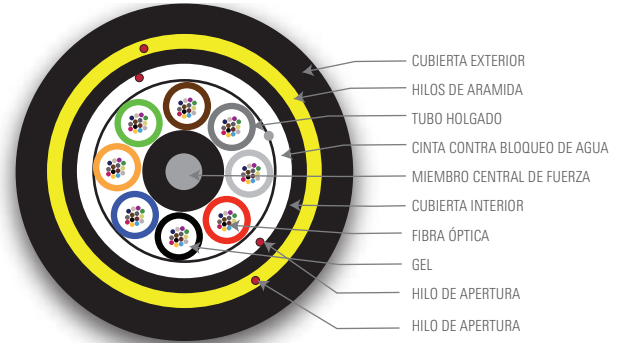 CUBIERTA EXTERIOR
HILOS DE ARAMIDA
TUBO HOLGADO
CINTA CONTRA BLOQUEO DE AGUA
MIEMBRO CENTRAL DE FUERZA
CUBIERTA INTERIOR
FIBRA ÓPTICA
GEL
HILO DE APERTURA
HILO DE APERTURA